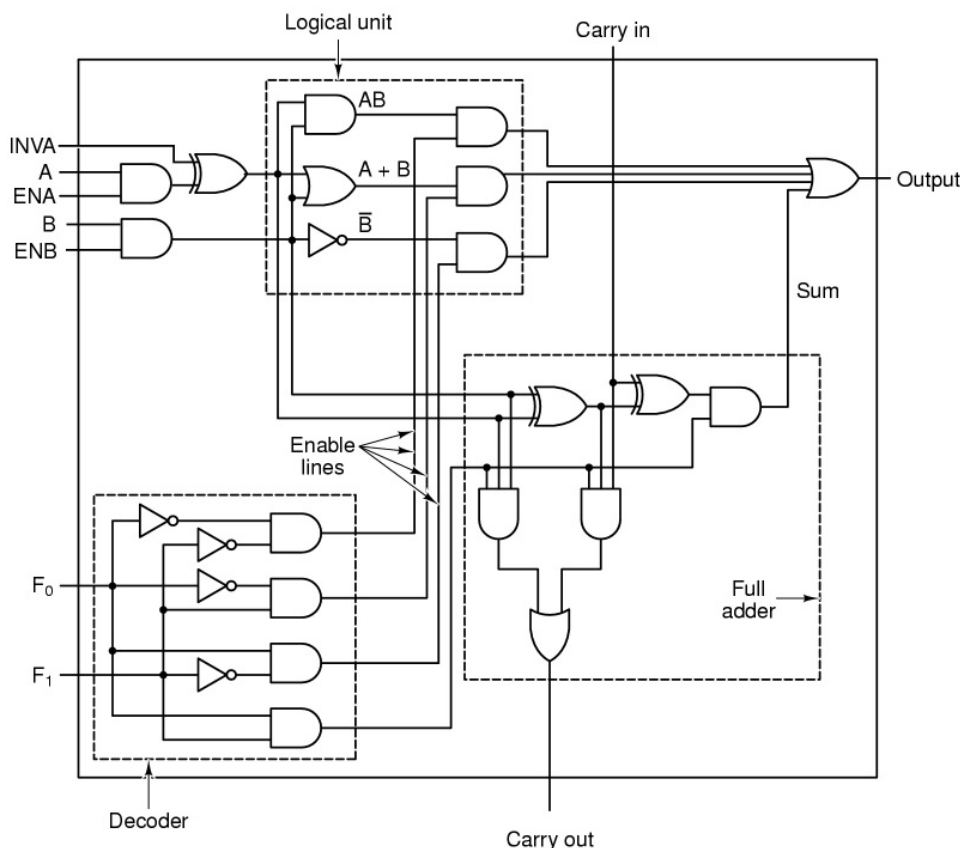 Logical unit
Carry in
AB
INVA
A
A + B
ENA
Output
B
B̅
ENB
Sum
Enable
lines
F₀
Full
adder
F₁
Decoder
Carry out